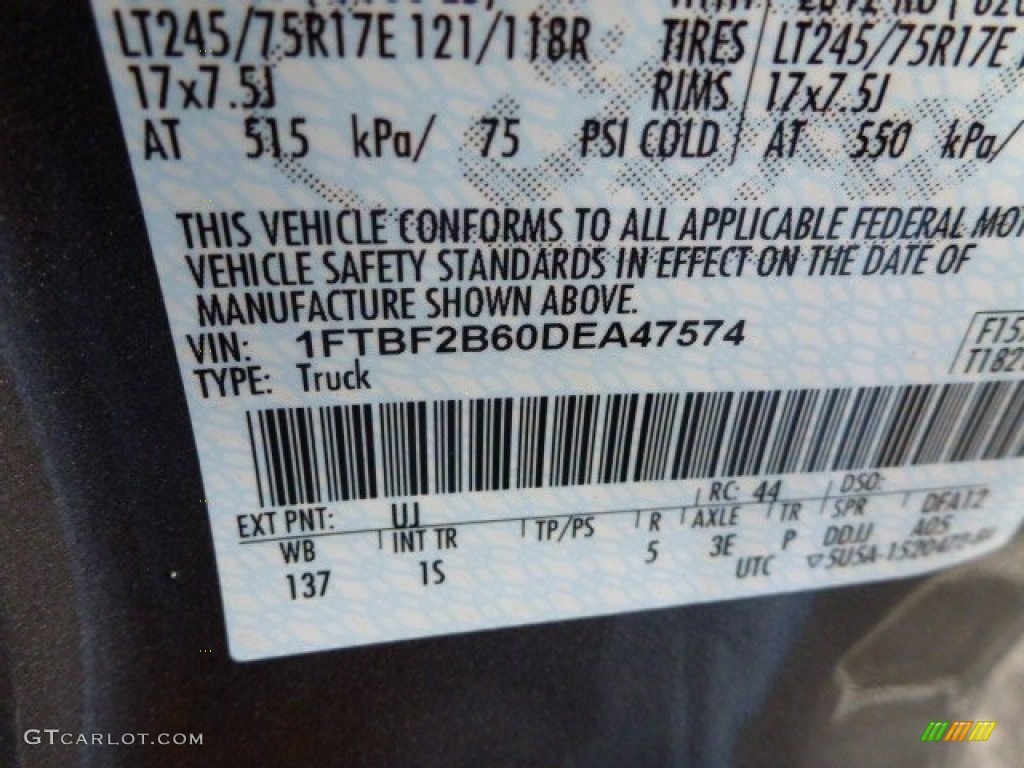 LT245/75R17E 121/118R TIRES LT245/75R17E
17x7.5J RIMS 17x7.5J
AT 515 kPa/ 75 PSI COLD AT 550 kPa/
THIS VEHICLE CONFORMS TO ALL APPLICABLE FEDERAL MOT
VEHICLE SAFETY STANDARDS IN EFFECT ON THE DATE OF
MANUFACTURE SHOWN ABOVE.
VIN: 1FTBF2B60DEA47574
F152
TYPE: Truck
T1821
EXT PNT: UJ RC: 44 DSO:
WB INT TR TP/PS R AXLE TR SPR DFA12
137 1S 5 3E P DDJJ A05
UTC
GTCARLOT.COM